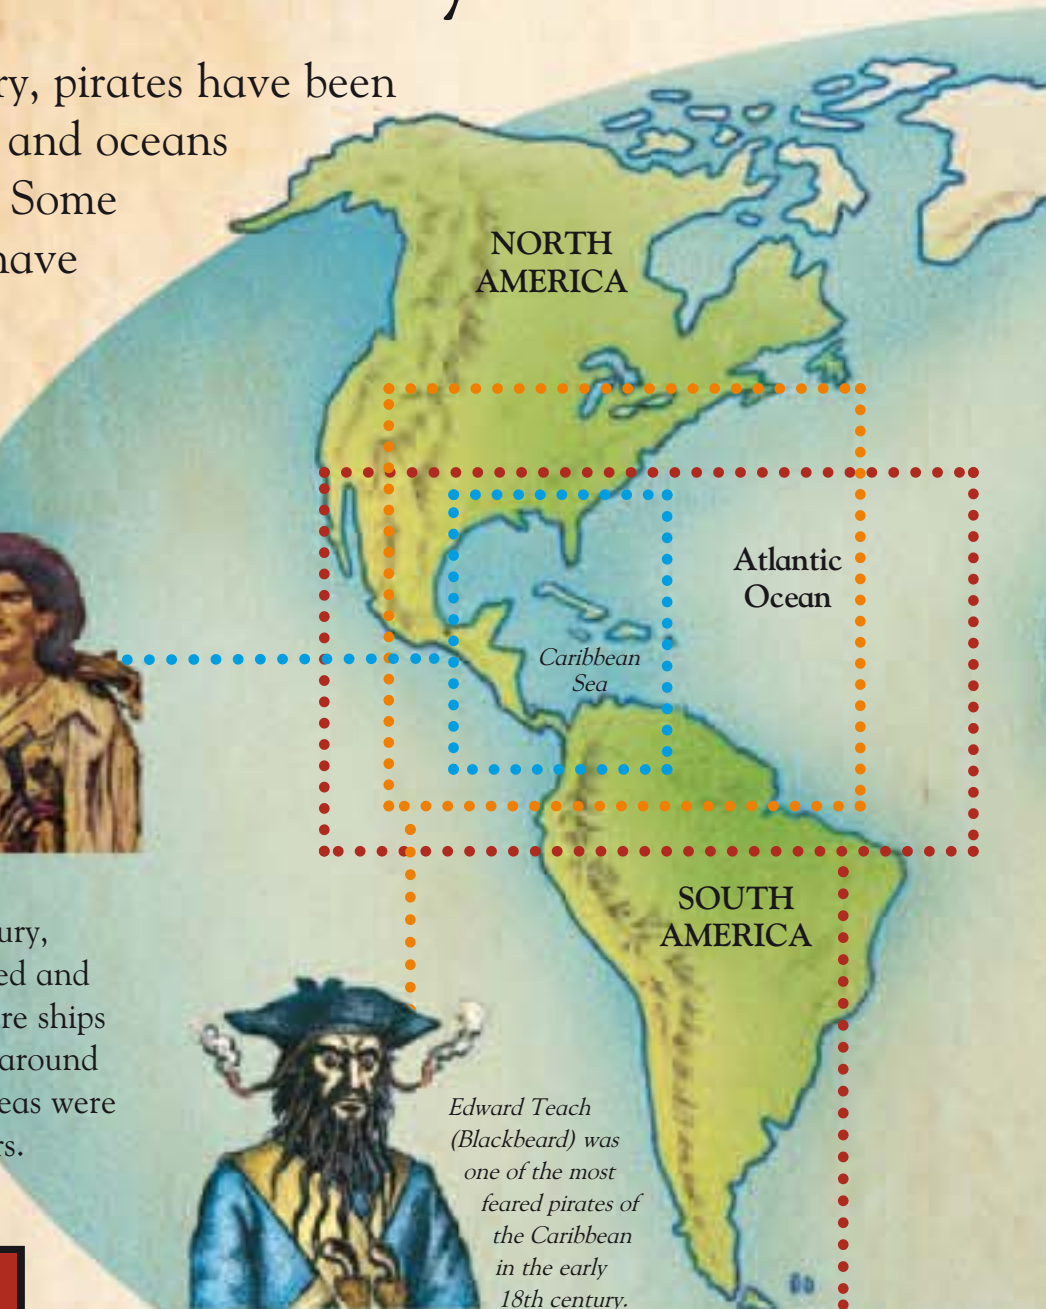 ry, pirates have been
and oceans
Some
have
NORTH
AMERICA
Atlantic
Ocean
Caribbean
Sea
SOUTH
AMERICA
ury,
ed and
re ships
around
eas were
rs.
Edward Teach
(Blackbeard) was
one of the most
feared pirates of
the Caribbean
in the early
18th century.